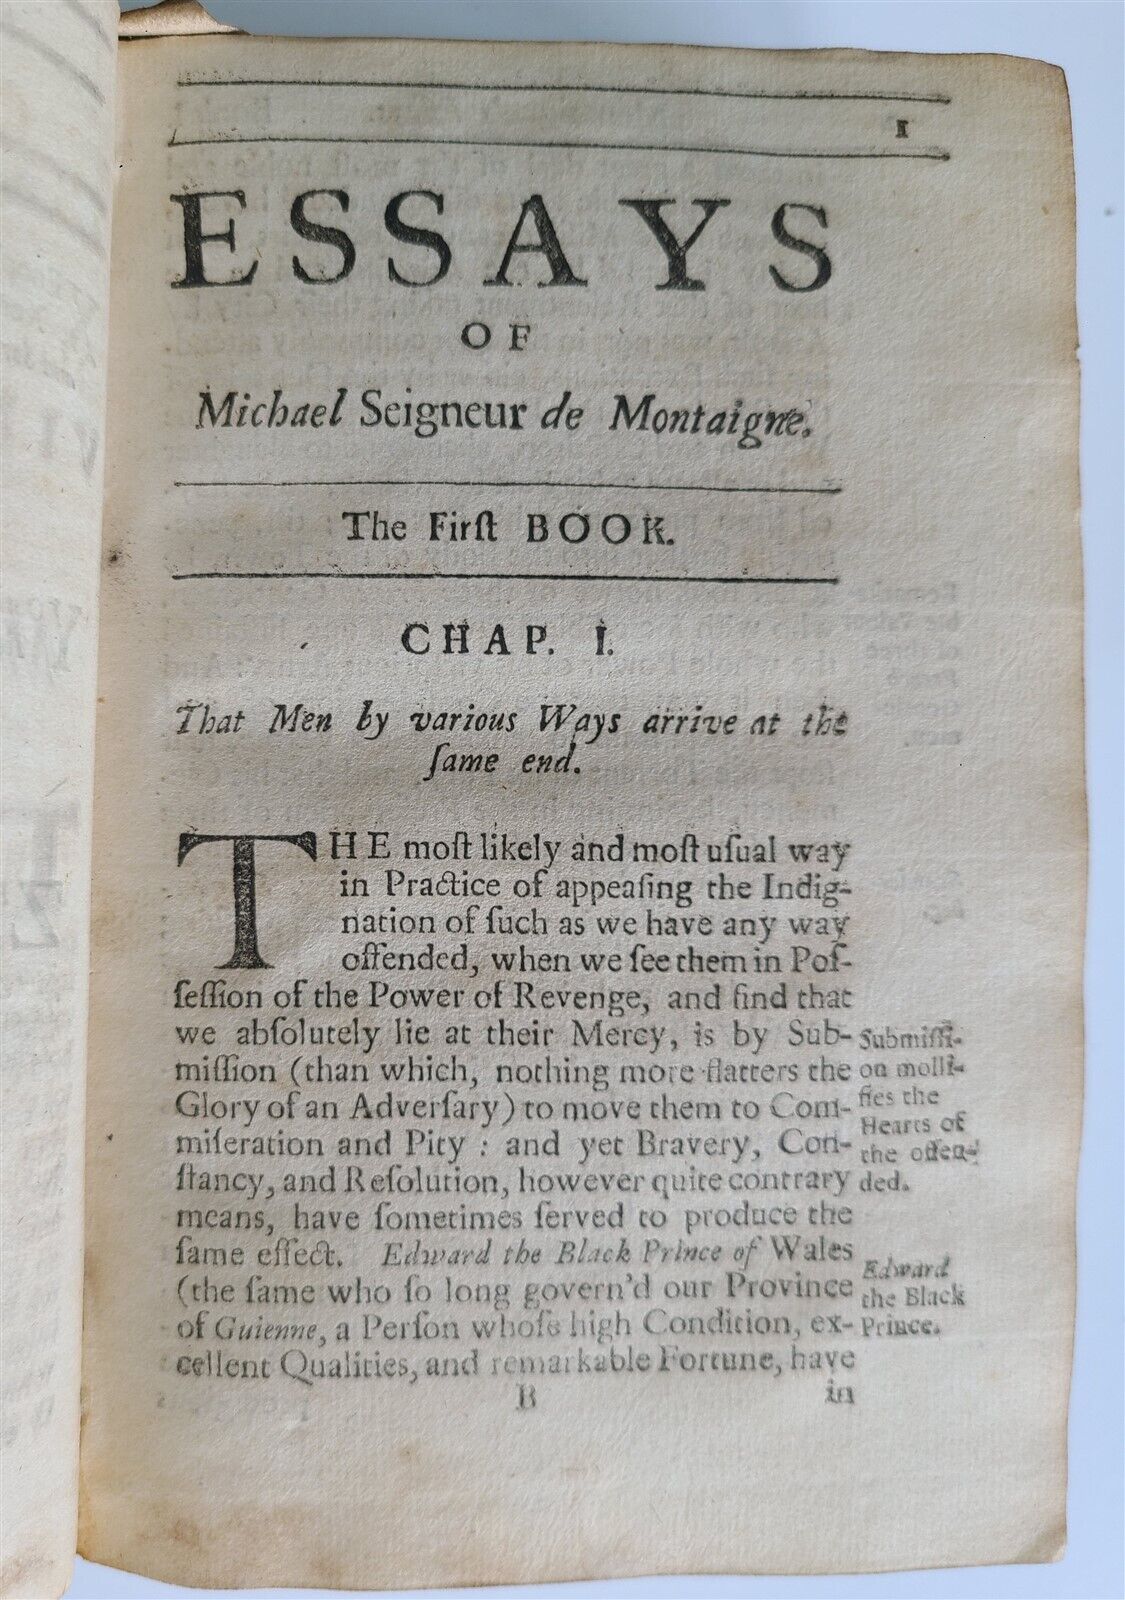 1
ESSAYS
OF
Michael Seigneur de Montaigne.
The Firſt BOOK.
CHAP. I.
That Men by various Ways arrive at the
ſame end.
THE moſt likely and moſt uſual way
in Practice of appeaſing the Indig-
nation of ſuch as we have any way
offended, when we ſee them in Poſ-
ſeſſion of the Power of Revenge, and find that
we abſolutely lie at their Mercy, is by Sub-
miſſion (than which, nothing more flatters the
Glory of an Adverſary) to move them to Com-
miſeration and Pity : and yet Bravery, Con-
ſtancy, and Reſolution, however quite contrary
means, have ſometimes ſerved to produce the
ſame effect. Edward the Black Prince of Wales
(the ſame who ſo long govern'd our Province
of Guienne, a Perſon whoſe high Condition, ex-
cellent Qualities, and remarkable Fortune, have
B
in
Submiſſi-
on molli-
fies the
Hearts of
the offen-
ded.
Edward
the Black
Prince.